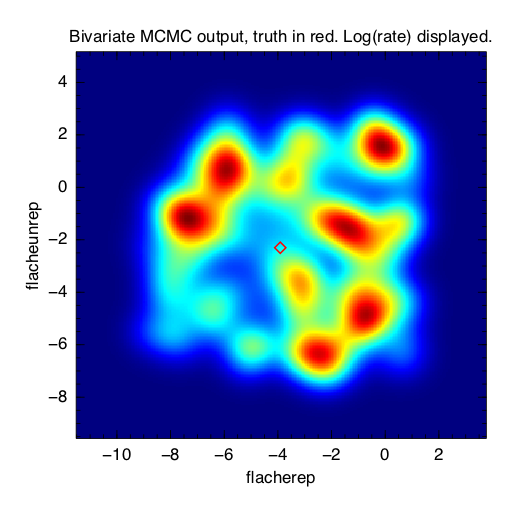 Bivariate MCMC output, truth in red. Log(rate) displayed.
4
2
0
−2
−4
−6
−8
flacheunrep
−10 −8 −6 −4 −2 0 2
flacherep